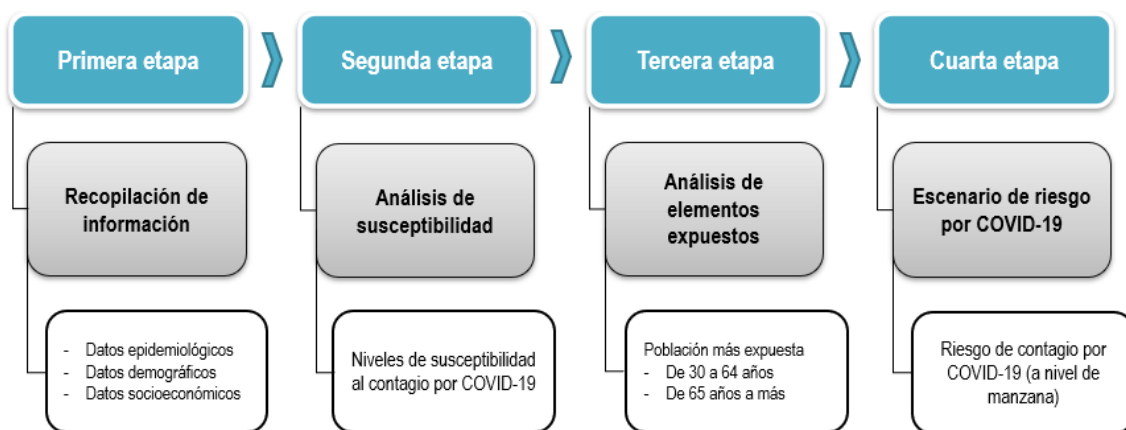 Primera etapa
Segunda etapa
Tercera etapa
Cuarta etapa
Recopilación de
información
Análisis de
susceptibilidad
Análisis de
elementos
expuestos
Escenario de riesgo
por COVID-19
- Datos epidemiológicos
- Datos demográficos
- Datos socioeconómicos
Niveles de susceptibilidad
al contagio por COVID-19
Población más expuesta
- De 30 a 64 años
- De 65 años a más
Riesgo de contagio por
COVID-19 (a nivel de
manzana)